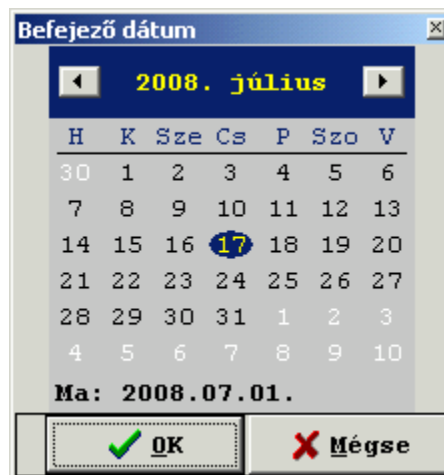 Befejező dátum
2008. július
H K Sze Cs P Szo V
30 1 2 3 4 5 6
7 8 9 10 11 12 13
14 15 16 17 18 19 20
21 22 23 24 25 26 27
28 29 30 31 1 2 3
4 5 6 7 8 9 10
Ma: 2008.07.01.
OK Mégse